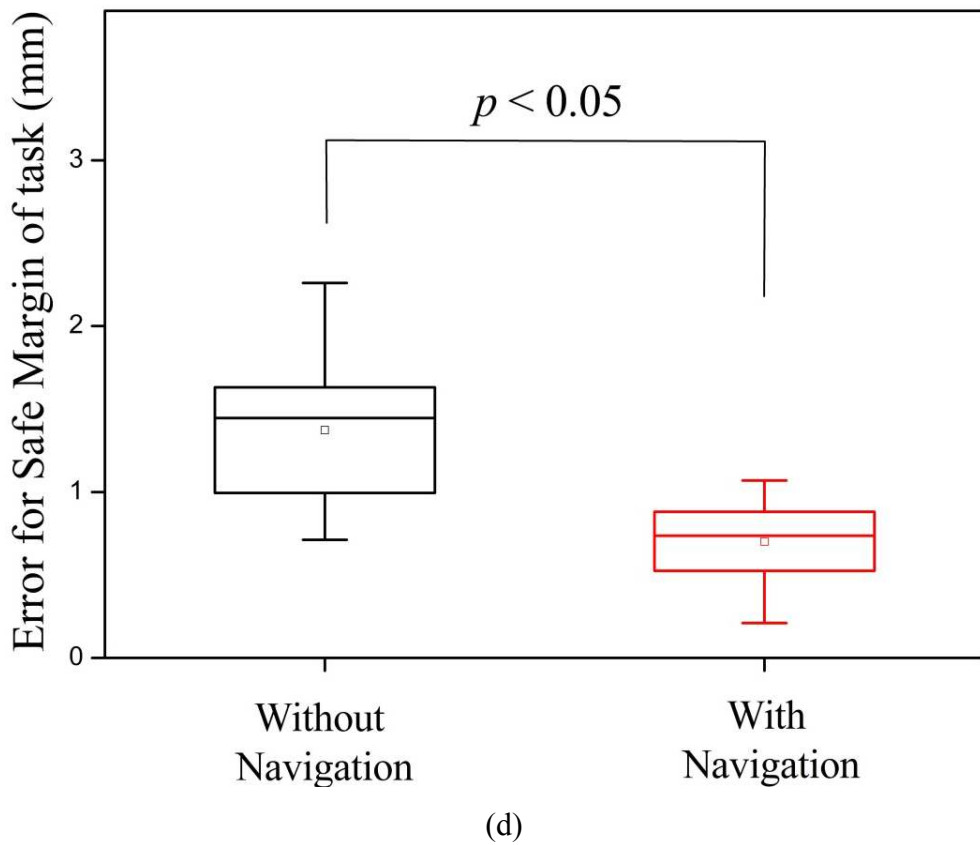 Error for Safe Margin of task (mm)
p < 0.05
3
2
1
0
Without
Navigation
With
Navigation
(d)